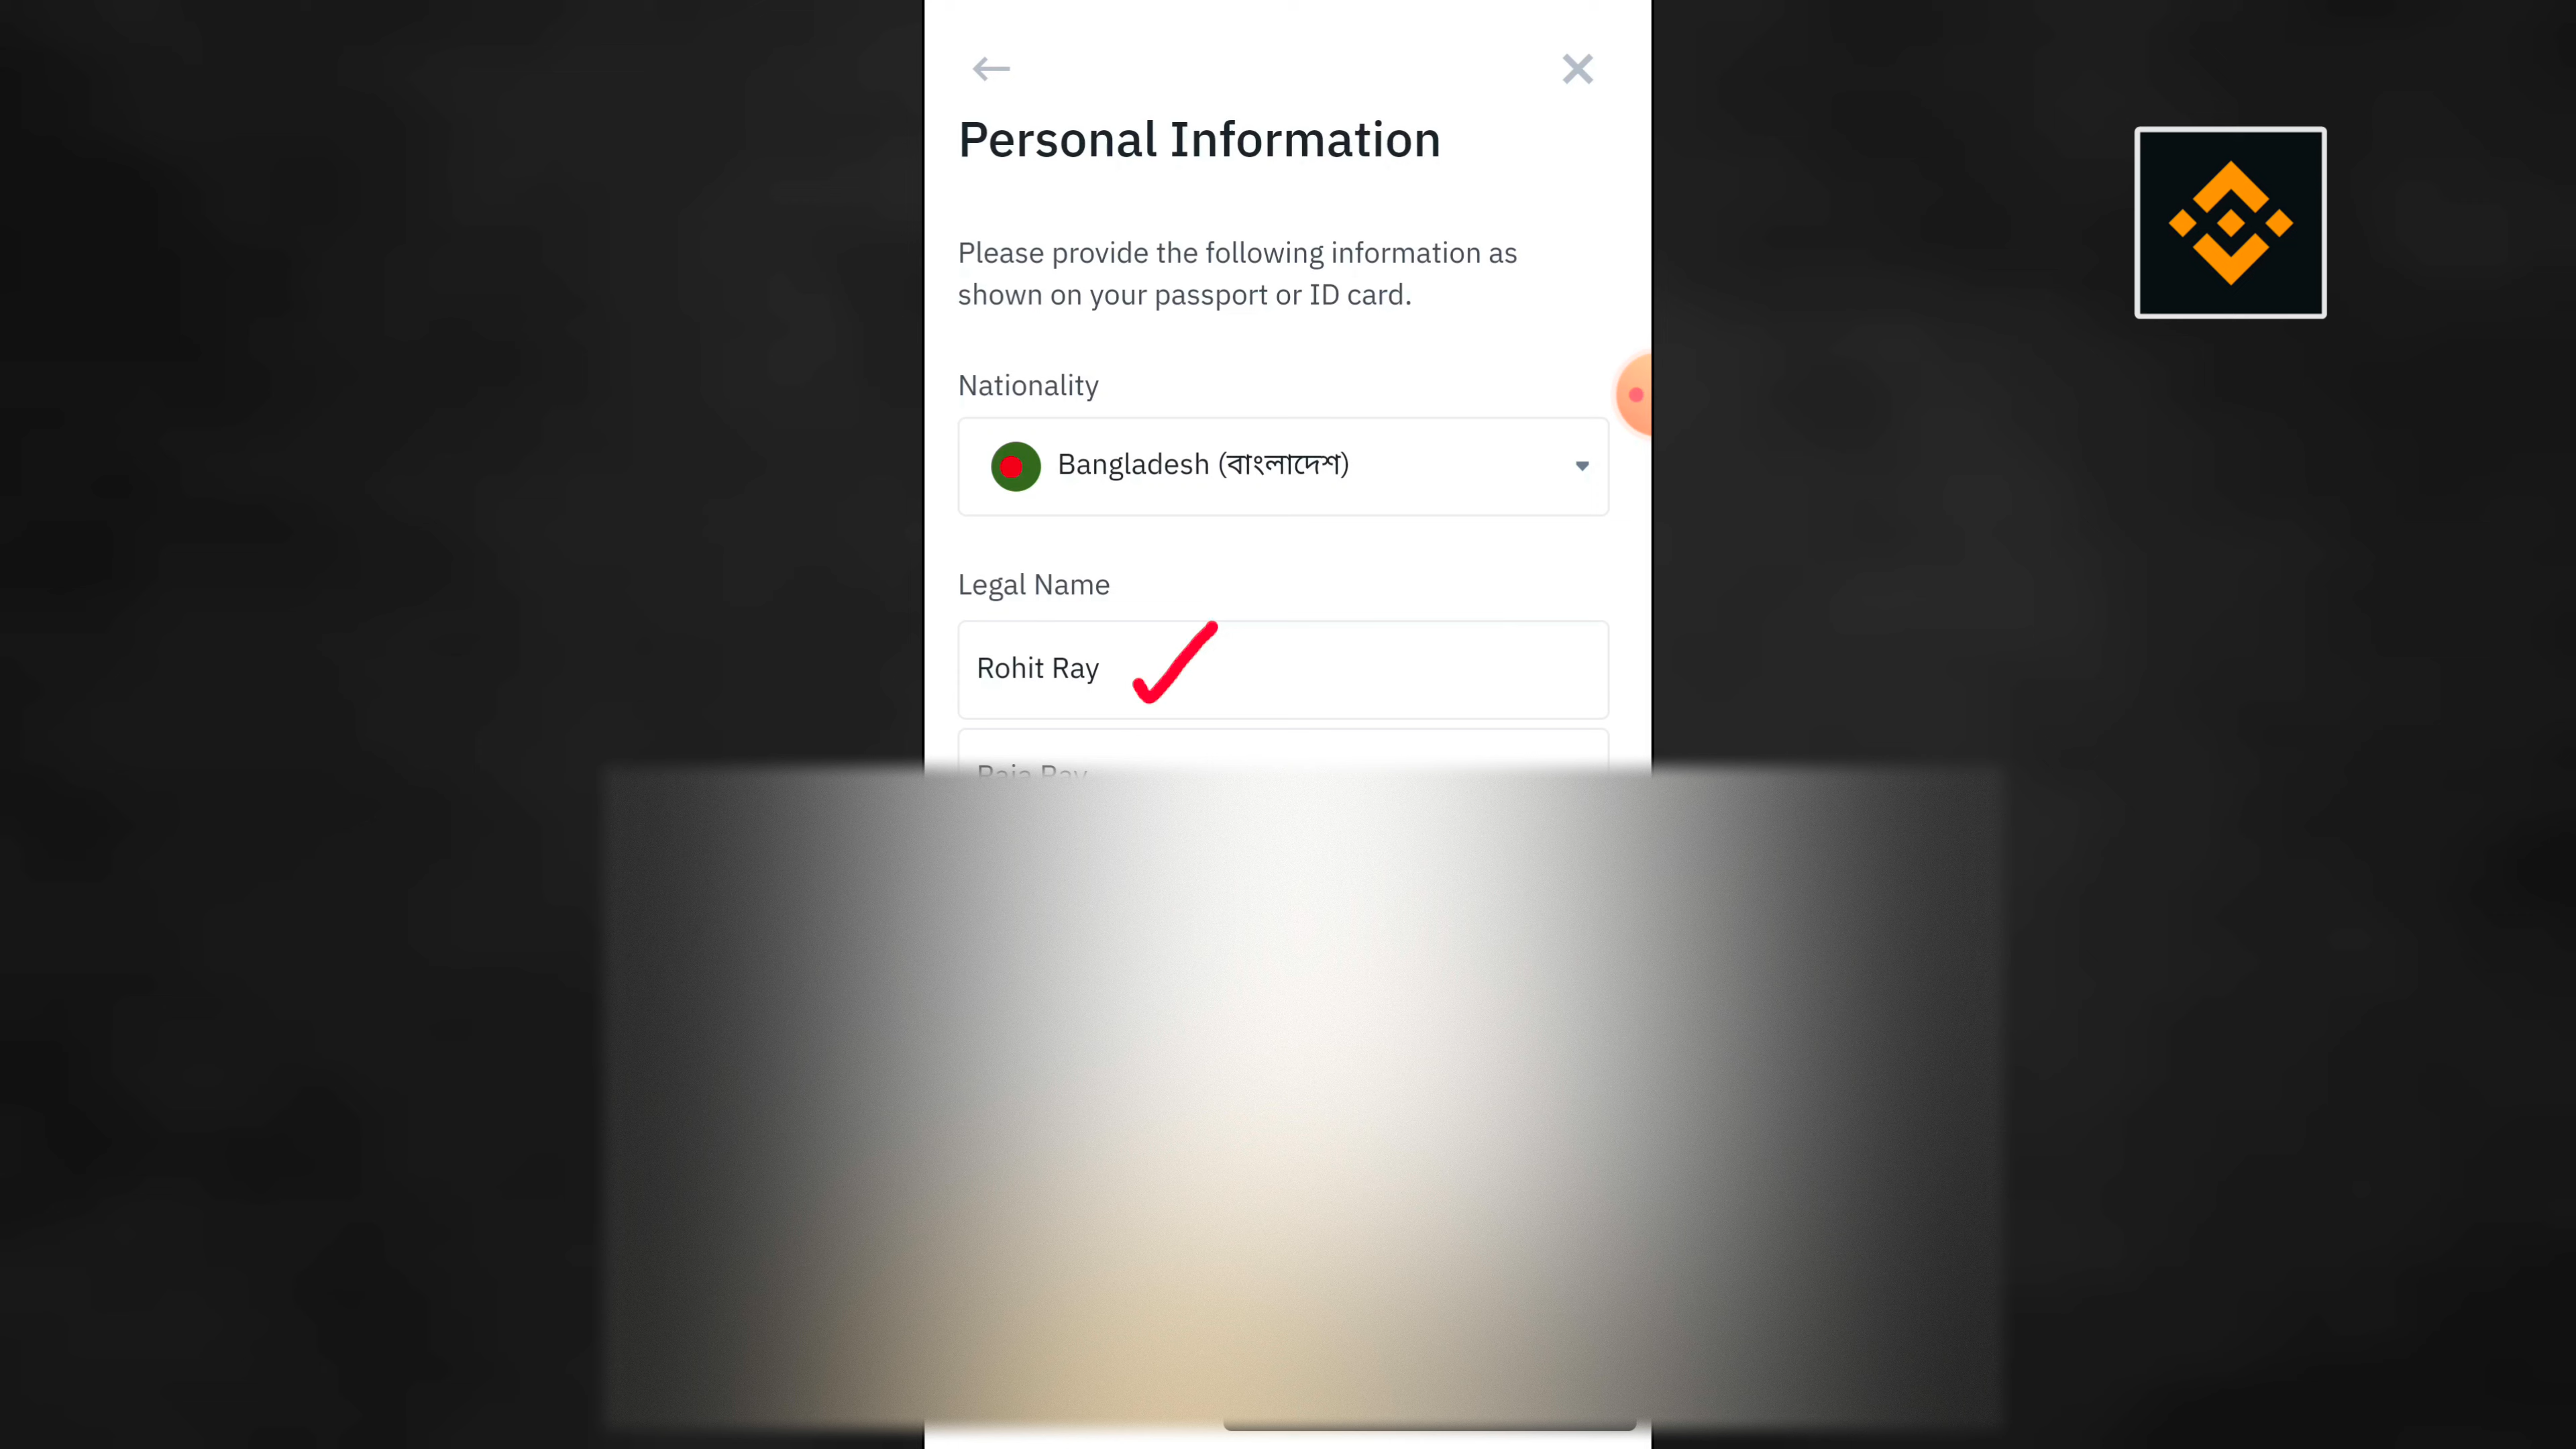 Personal Information
Please provide the following information as
shown on your passport or ID card.
Nationality
Bangladesh (বাংলাদেশ)
Legal Name
Rohit Ray